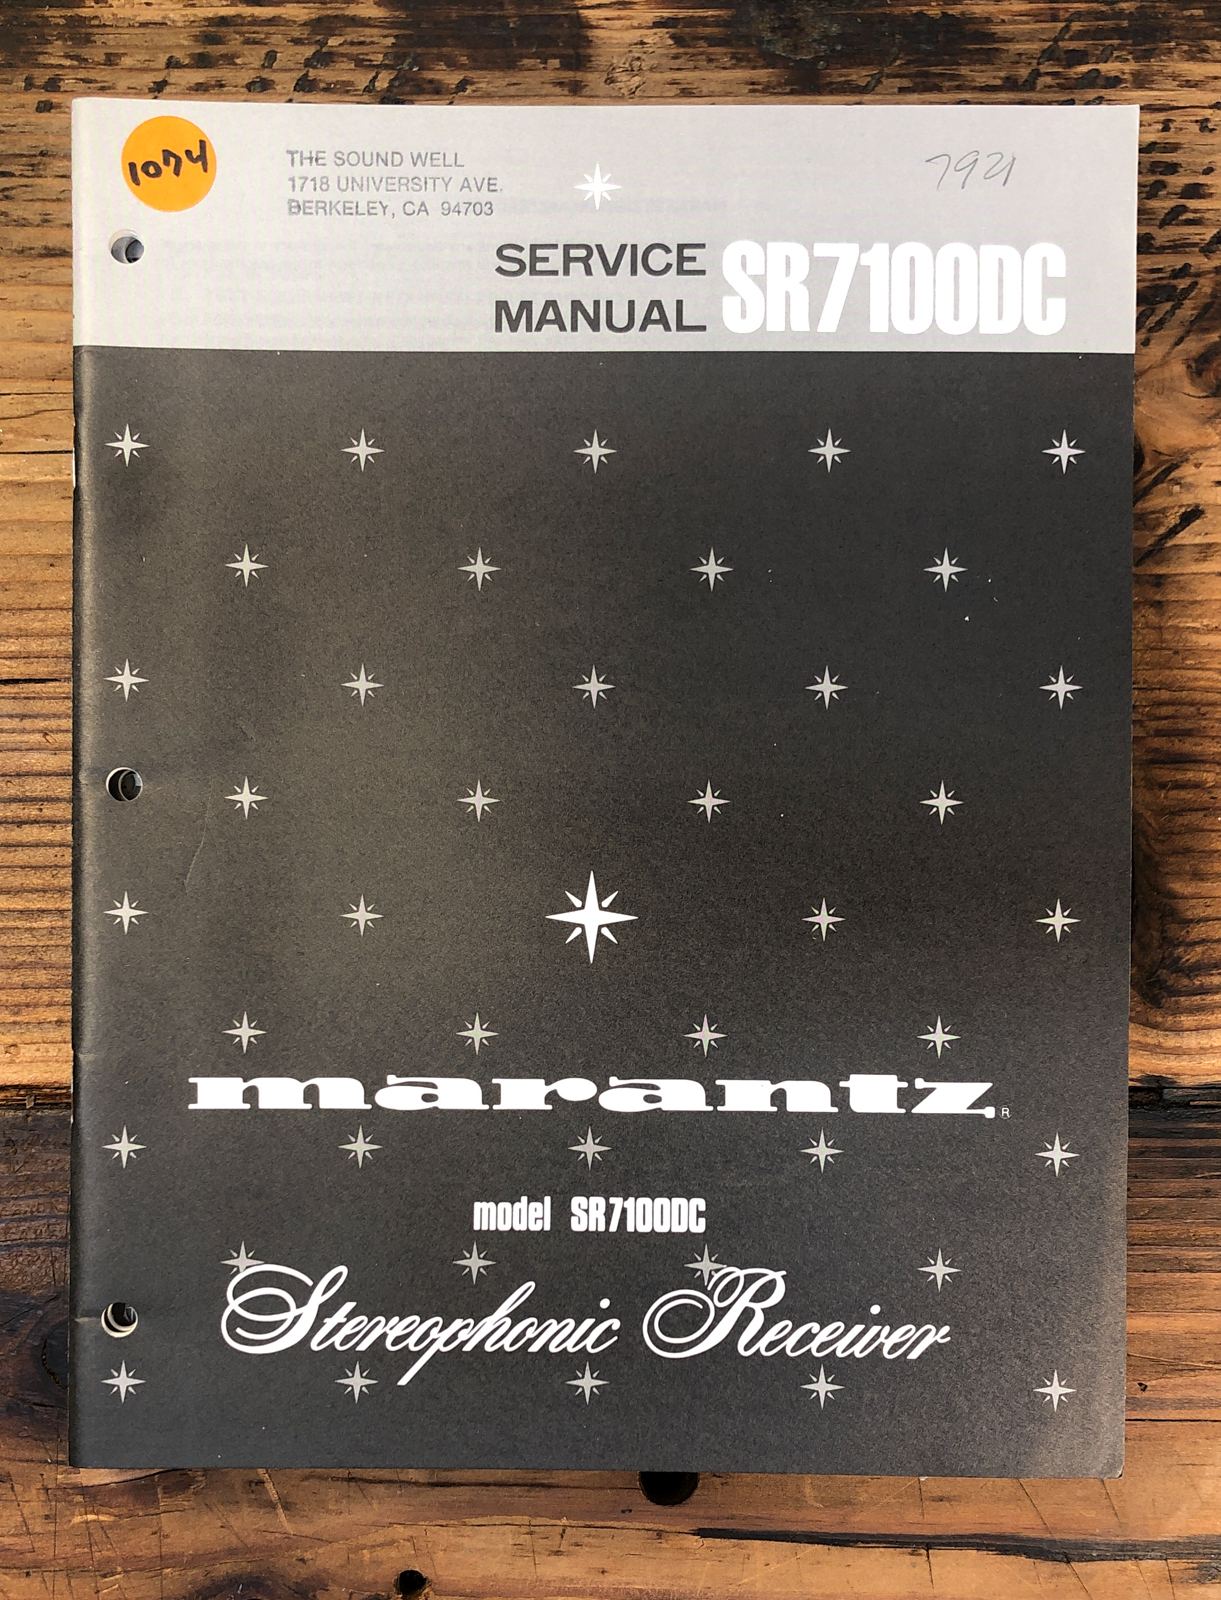 1074
THE SOUND WELL
1718 UNIVERSITY AVE.
BERKELEY, CA 94703
7921
SERVICE
MANUAL
SR7100DC
marantz®
model SR7100DC
Stereophonic Receiver